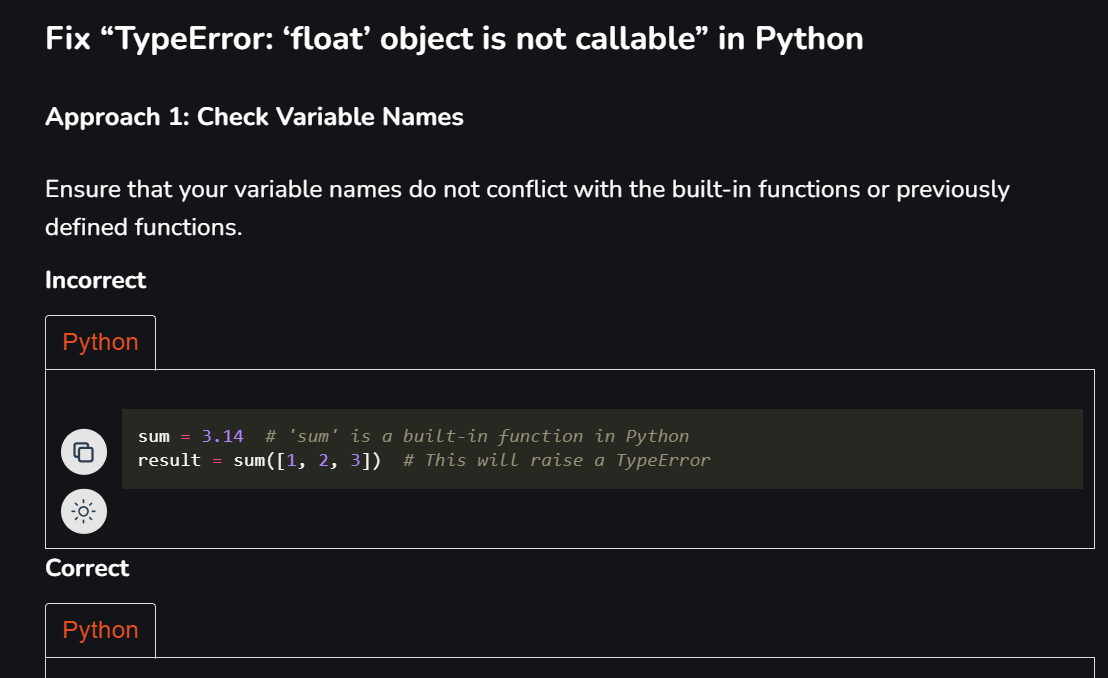 Fix “TypeError: ‘float’ object is not callable” in Python
Approach 1: Check Variable Names
Ensure that your variable names do not conflict with the built-in functions or previously
defined functions.
Incorrect
Python
sum = 3.14  # 'sum' is a built-in function in Python
result = sum([1, 2, 3])  # This will raise a TypeError
Correct
Python